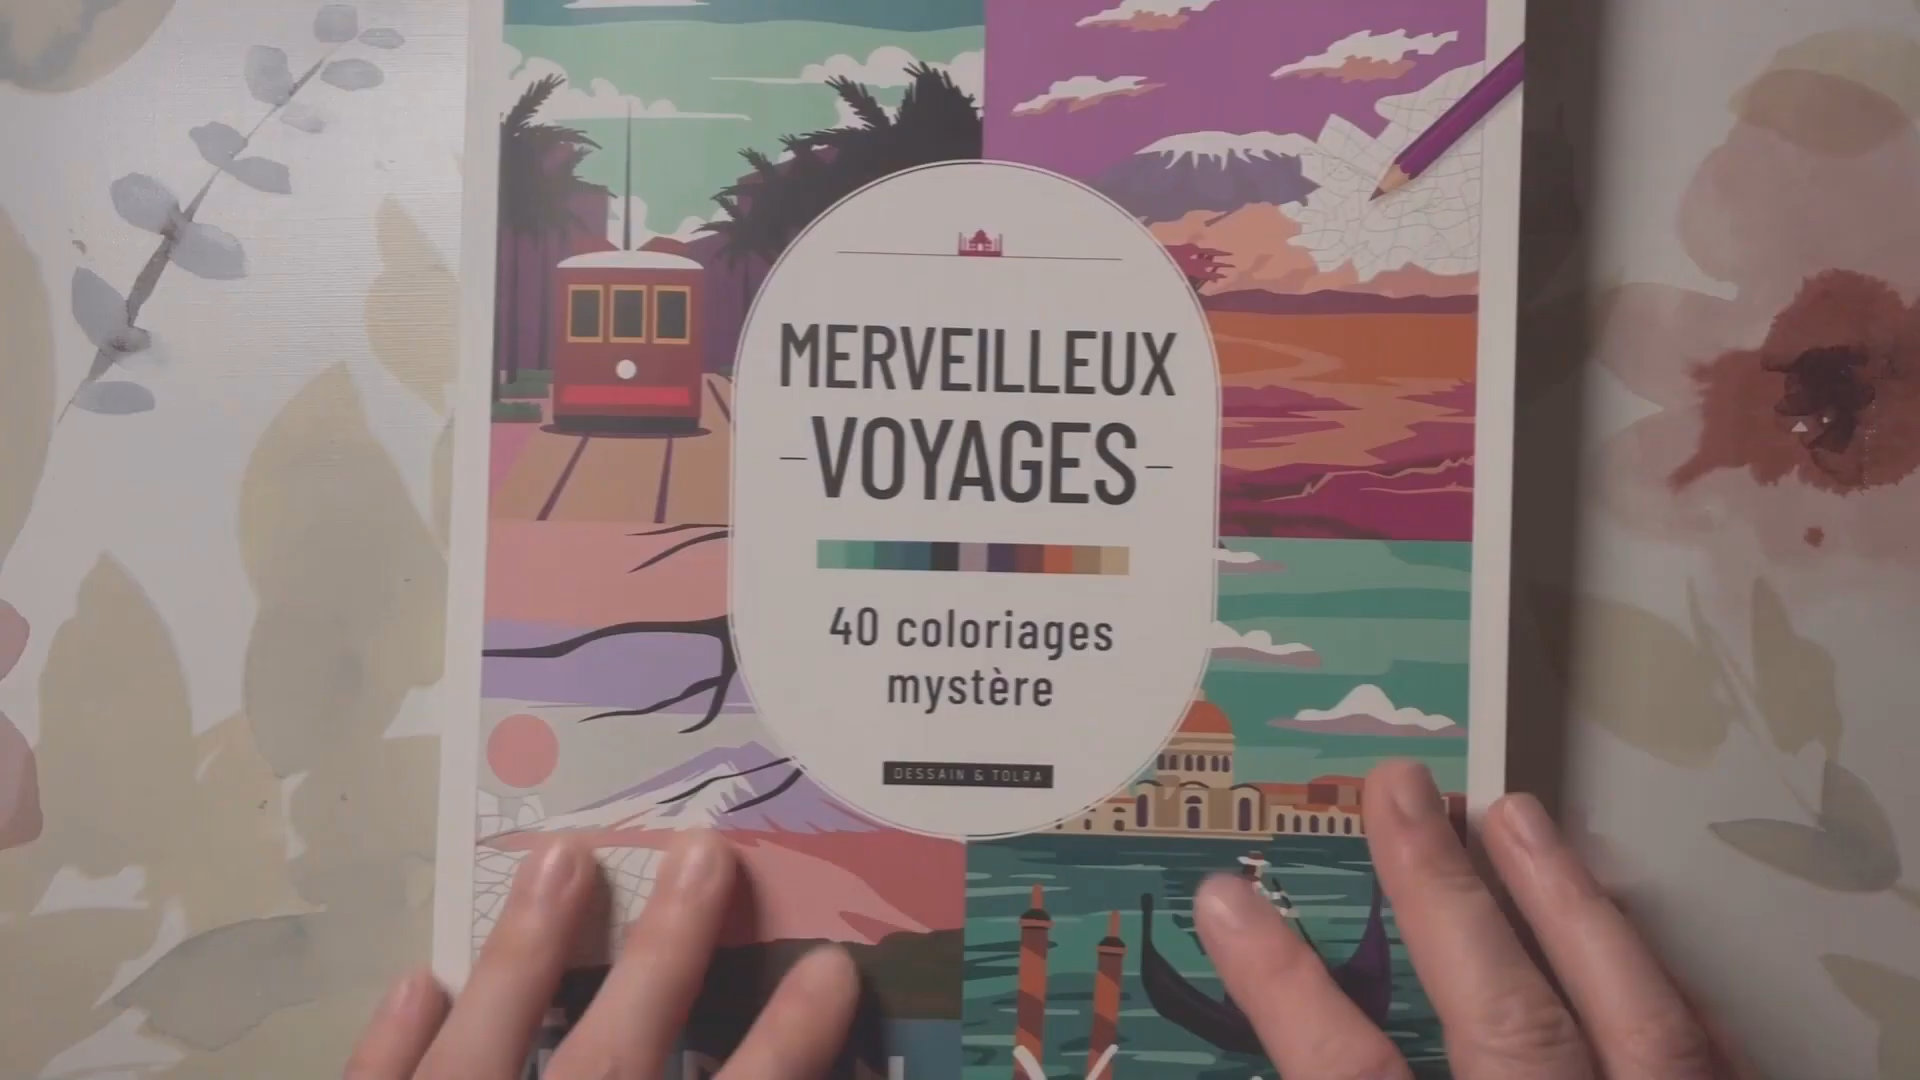 MERVEILLEUX
VOYAGES
40 coloriages
mystère
DESSAIN & TOLRA